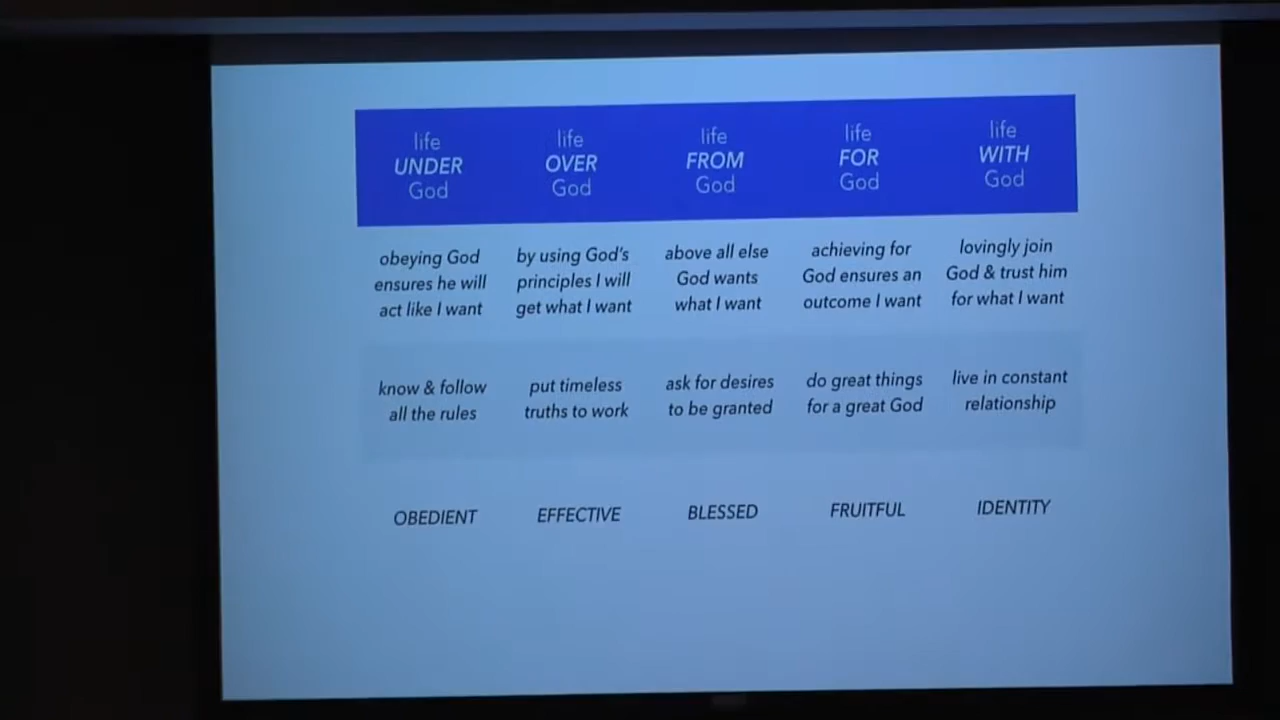 life
UNDER
God
life
OVER
God
life
FROM
God
life
FOR
God
life
WITH
God
obeying God
ensures he will
act like I want
by using God's
principles I will
get what I want
above all else
God wants
what I want
achieving for
God ensures an
outcome I want
lovingly join
God & trust him
for what I want
know & follow
all the rules
put timeless
truths to work
ask for desires
to be granted
do great things
for a great God
live in constant
relationship
OBEDIENT
EFFECTIVE
BLESSED
FRUITFUL
IDENTITY